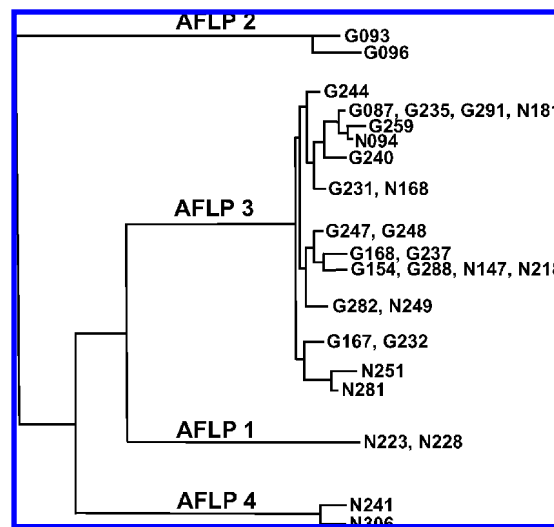 AFLP 2
G093
G096
G244
G087, G235, G291, N181
G259
N094
G240
G231, N168
AFLP 3
G247, G248
G168, G237
G154, G288, N147, N218
G282, N249
G167, G232
N251
N281
AFLP 1
N223, N228
AFLP 4
N241
N306